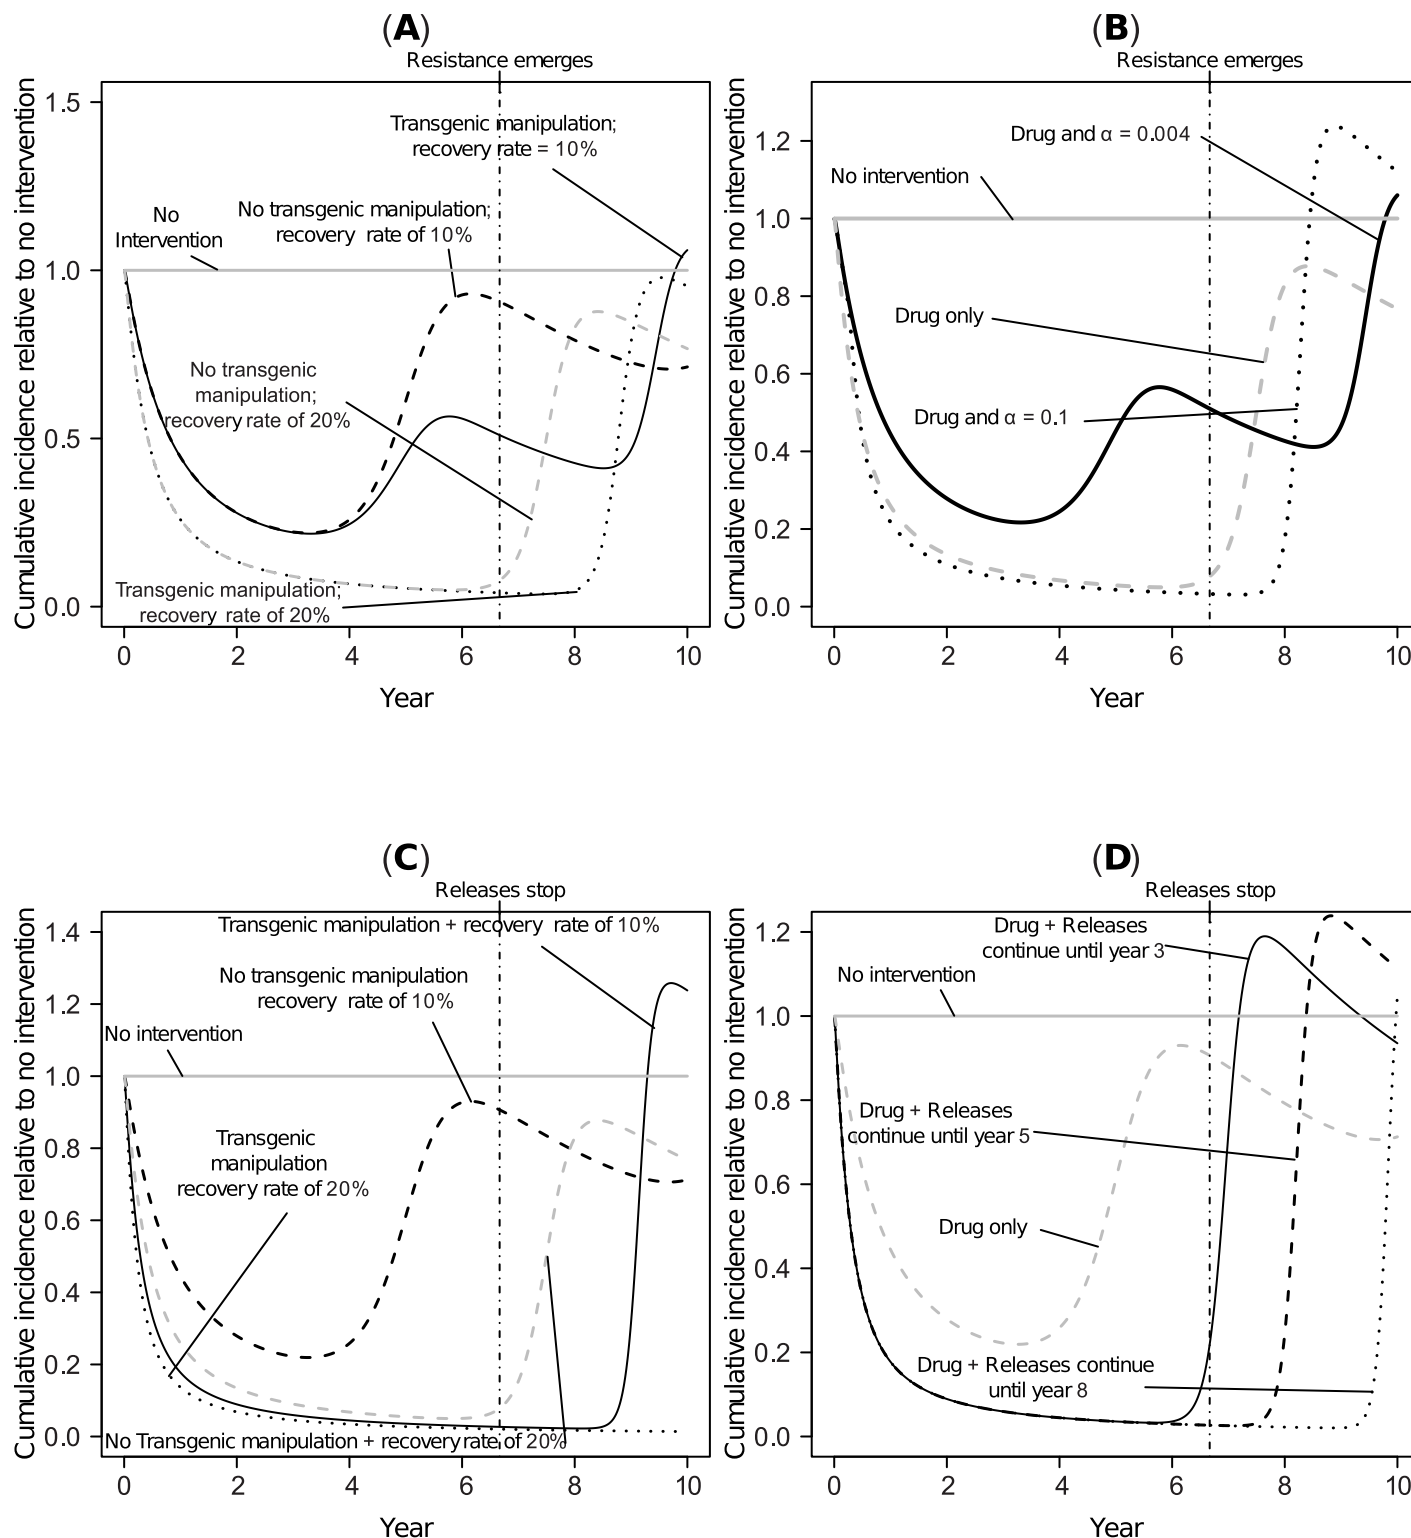 (A)
Resistance emerges
Cumulative incidence relative to no intervention
1.5
1.0
0.5
0.0
Transgenic manipulation;
recovery rate = 10%
No transgenic manipulation;
recovery rate of 10%
No
Intervention
No transgenic
manipulation;
recovery rate of 20%
Transgenic manipulation;
recovery rate of 20%
0 2 4 6 8 10
Year
(B)
Resistance emerges
Cumulative incidence relative to no intervention
1.2
1.0
0.8
0.6
0.4
0.2
0.0
Drug and α = 0.004
No intervention
Drug only
Drug and α = 0.1
0 2 4 6 8 10
Year
(C)
Releases stop
Cumulative incidence relative to no intervention
1.4
1.2
1.0
0.8
0.6
0.4
0.2
0.0
Transgenic manipulation + recovery rate of 10%
No transgenic manipulation
recovery rate of 10%
No intervention
Transgenic
manipulation
recovery rate of 20%
No Transgenic manipulation + recovery rate of 20%
0 2 4 6 8 10
Year
(D)
Releases stop
Cumulative incidence relative to no intervention
1.2
1.0
0.8
0.6
0.4
0.2
0.0
Drug + Releases
continue until year 3
No intervention
Drug + Releases
continue until year 5
Drug only
Drug + Releases continue
until year 8
0 2 4 6 8 10
Year